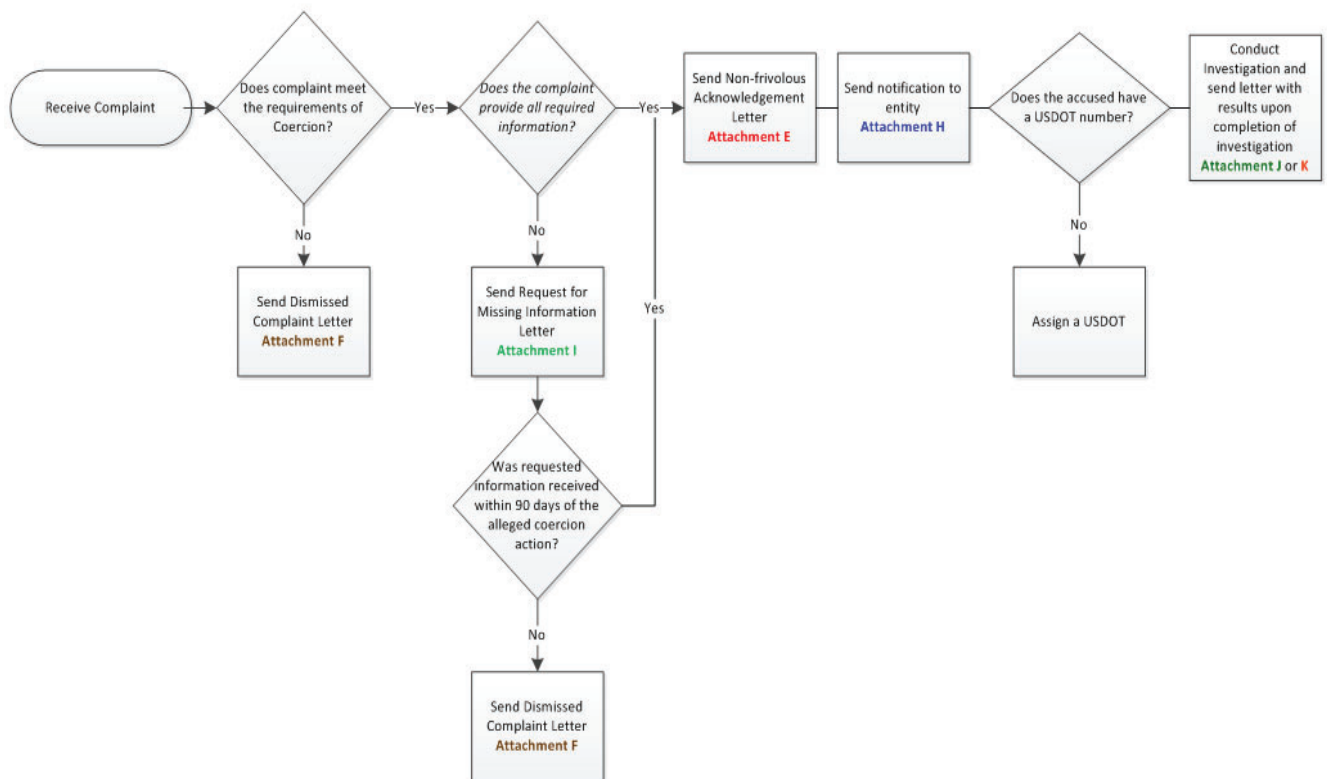 Receive Complaint
Does complaint meet
the requirements of
Coercion?
Yes
Does the complaint
provide all required
information?
Yes
Send Non-frivolous
Acknowledgement
Letter
Attachment E
Send notification to
entity
Attachment H
Does the accused have
a USDOT number?
Conduct
Investigation and
send letter with
results upon
completion of
investigation
Attachment J or K
No
Send Dismissed
Complaint Letter
Attachment F
No
Send Request for
Missing Information
Letter
Attachment I
Yes
No
Assign a USDOT
Was requested
information received
within 90 days of the
alleged coercion
action?
No
Send Dismissed
Complaint Letter
Attachment F